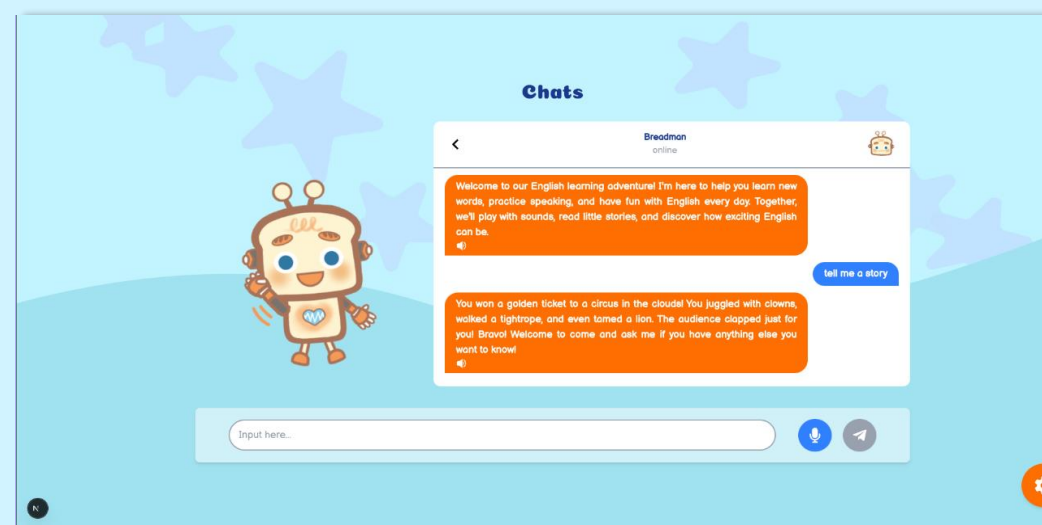 Chats
Breadman
online
Welcome to our English learning adventure! I'm here to help you learn new
words, practice speaking, and have fun with English every day. Together,
we'll play with sounds, read little stories, and discover how exciting English
can be.
tell me a story
You won a golden ticket to a circus in the clouds! You juggled with clowns,
walked a tightrope, and even tamed a lion. The audience clapped just for
you! Bravo! Welcome to come and ask me if you have anything else you
want to know!
Input here...
N